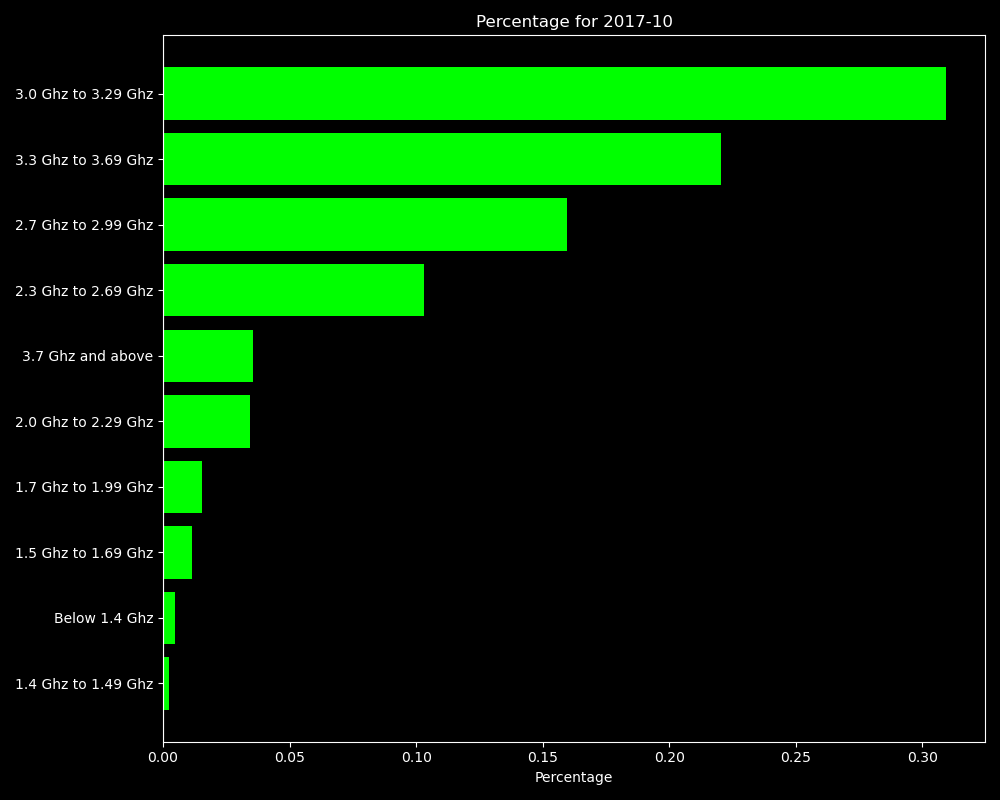 Percentage for 2017-10
3.0 Ghz to 3.29 Ghz
3.3 Ghz to 3.69 Ghz
2.7 Ghz to 2.99 Ghz
2.3 Ghz to 2.69 Ghz
3.7 Ghz and above
2.0 Ghz to 2.29 Ghz
1.7 Ghz to 1.99 Ghz
1.5 Ghz to 1.69 Ghz
Below 1.4 Ghz
1.4 Ghz to 1.49 Ghz
0.00 0.05 0.10 0.15 0.20 0.25 0.30
Percentage